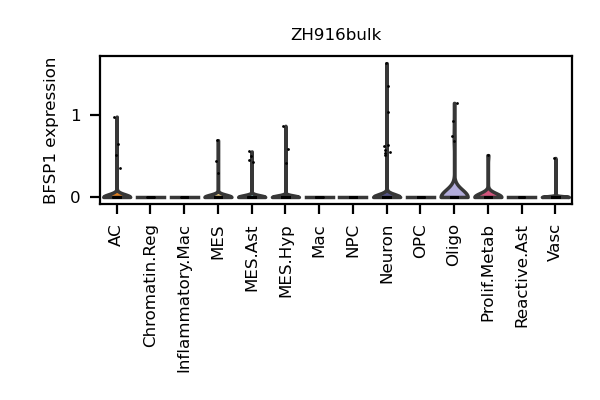 ZH916bulk
BFSP1 expression
1
0
AC
Chromatin.Reg
Inflammatory.Mac
MES
MES.Ast
MES.Hyp
Mac
NPC
Neuron
OPC
Oligo
Prolif.Metab
Reactive.Ast
Vasc